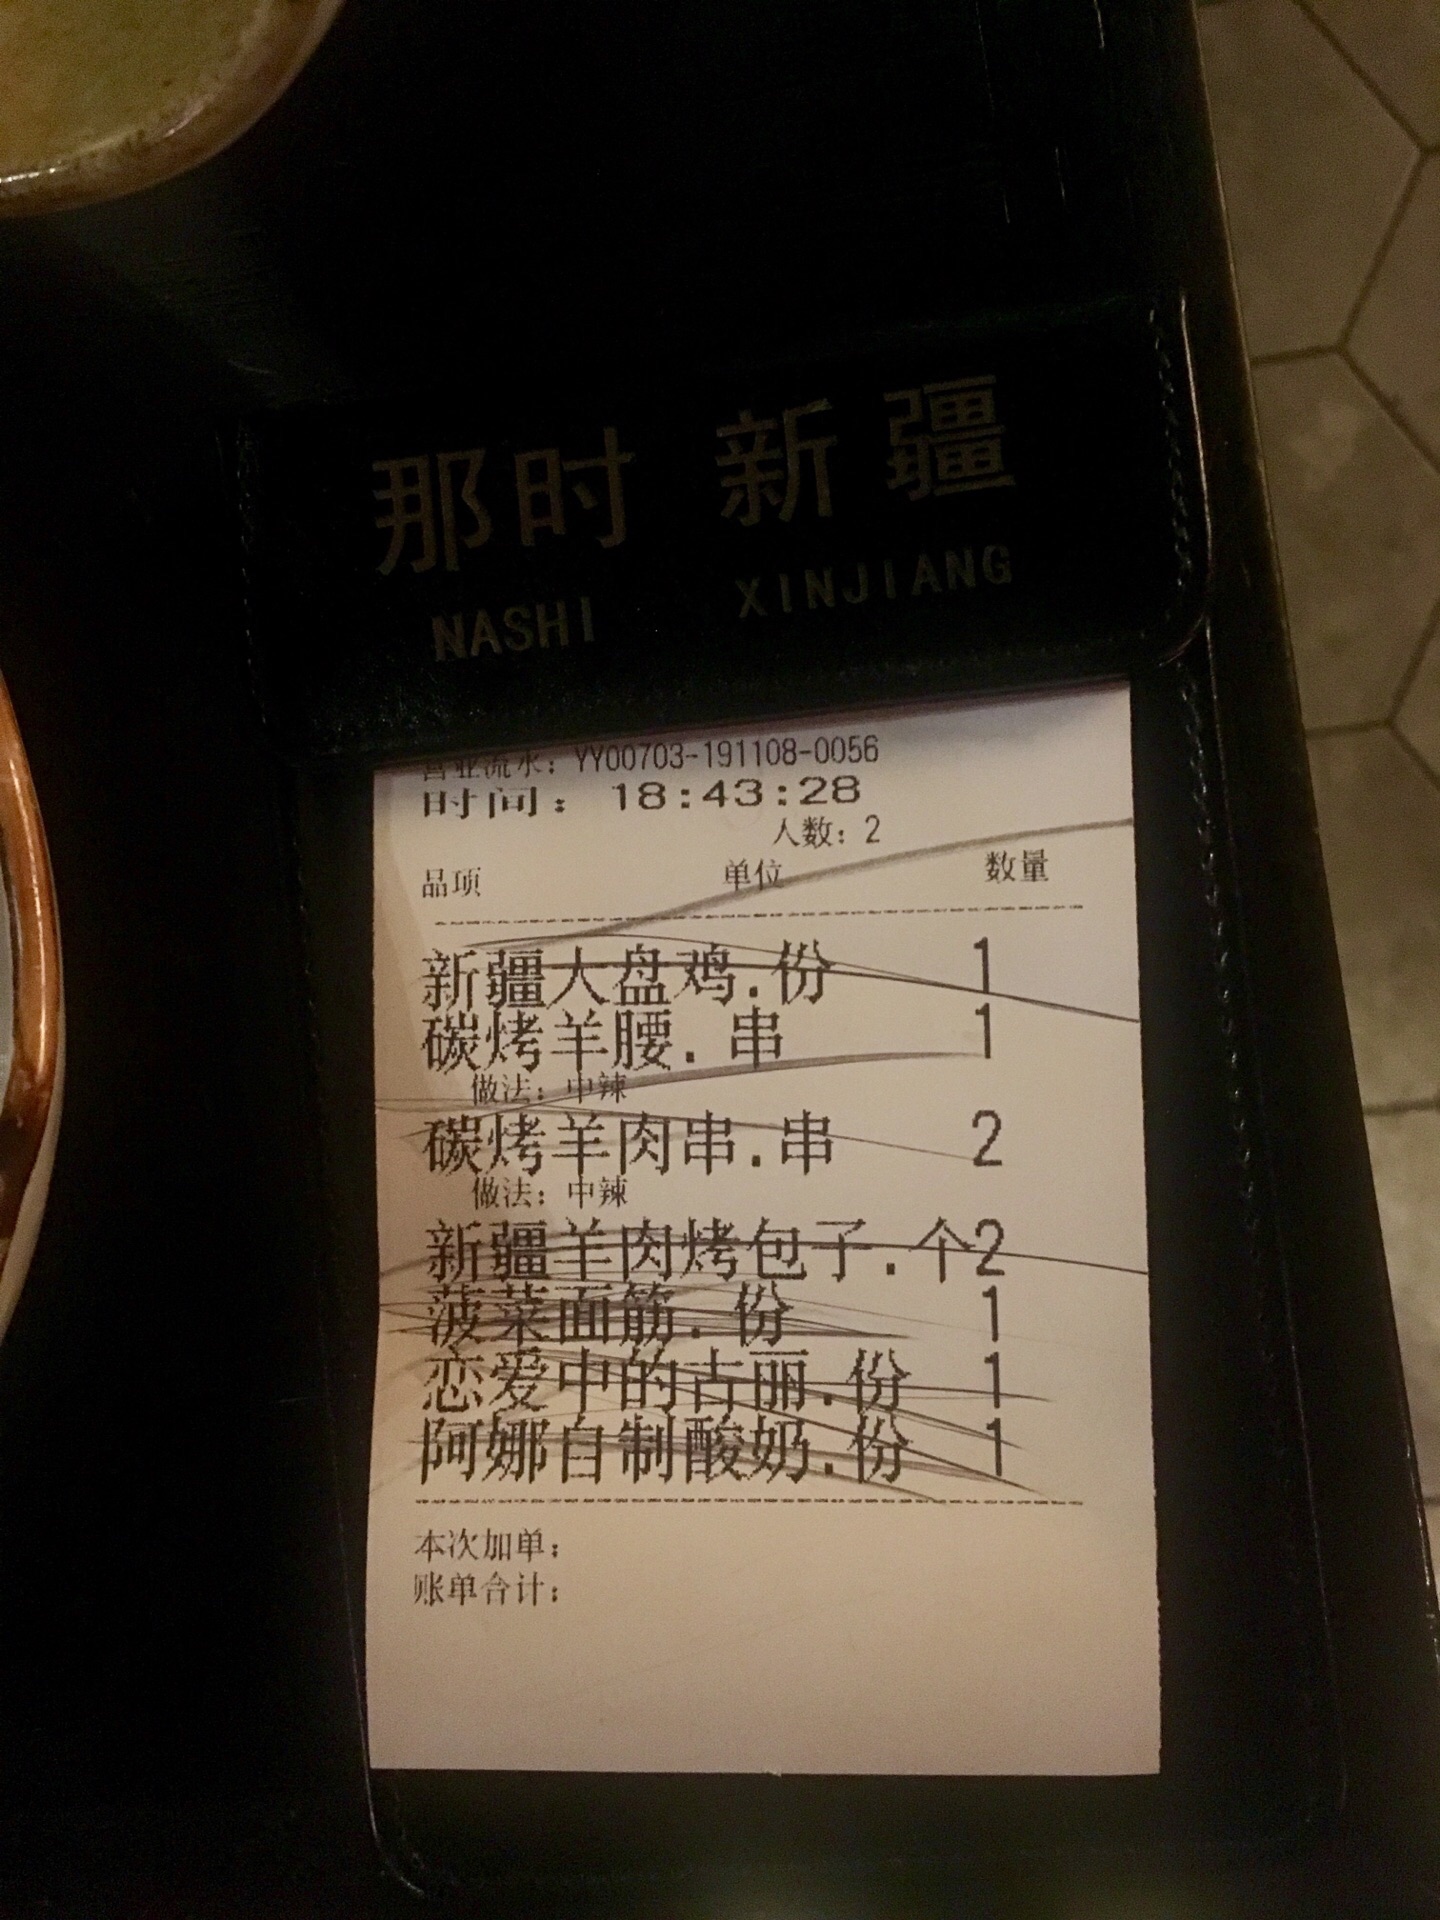 那时 新疆
NASHI XINJIANG
营业流水: YY00703-191108-0056
时间: 18:43:28
人数: 2
品项 单位 数量
新疆大盘鸡.份 1
碳烤羊腰.串 1
做法: 中辣
碳烤羊肉串.串 2
做法: 中辣
新疆羊肉烤包子.个2
菠菜面筋.份 1
恋爱中的古丽.份 1
阿娜自制酸奶.份 1
本次加单:
账单合计: